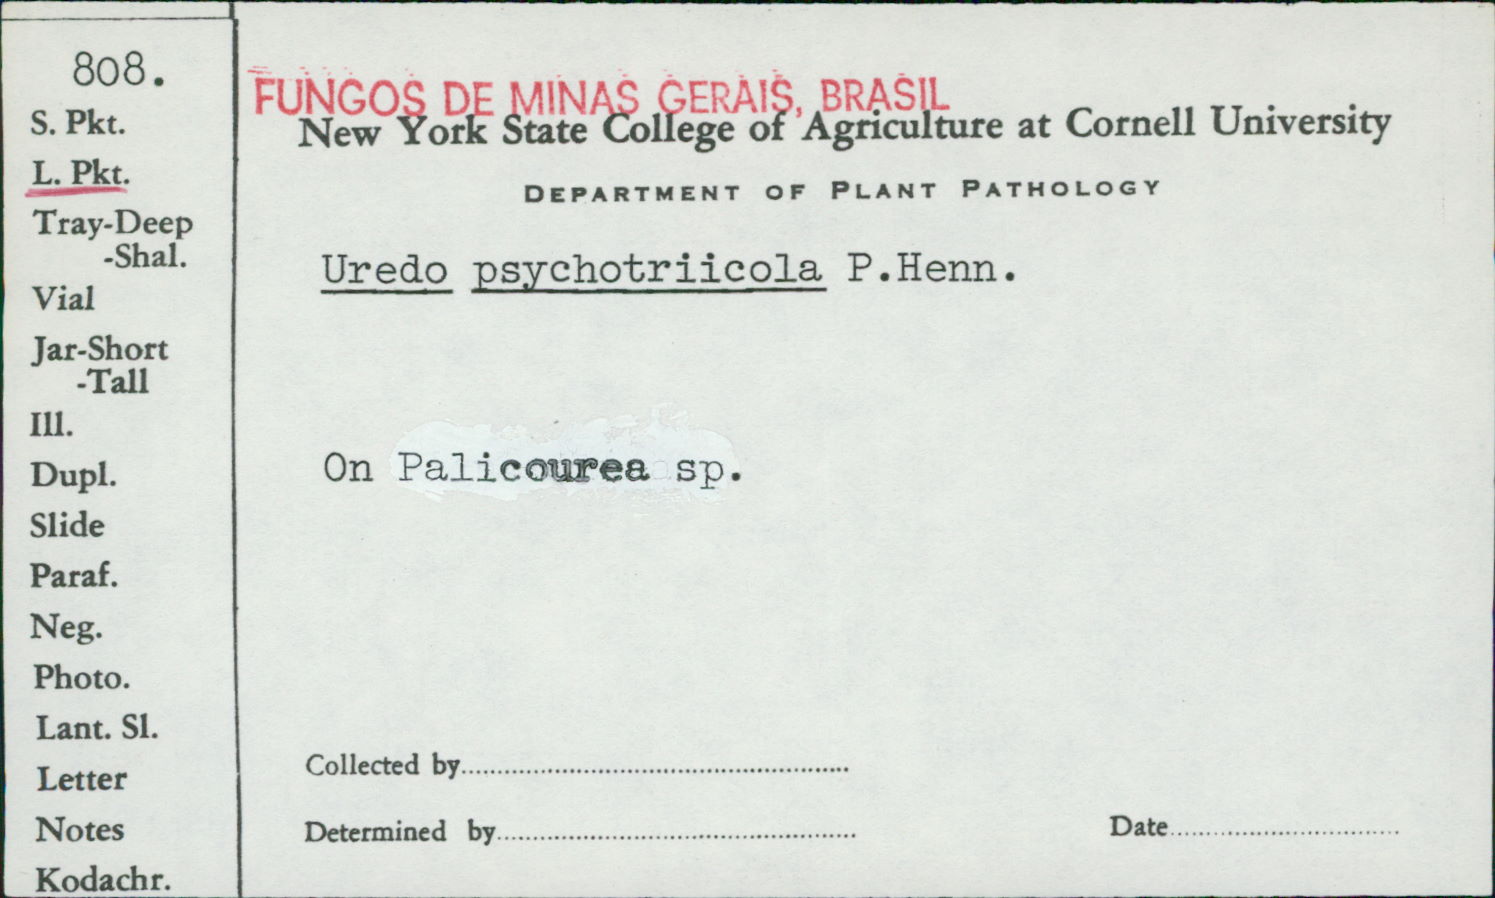 808.
S. Pkt.
L. Pkt.
Tray-Deep
-Shal.
Vial
Jar-Short
-Tall
Ill.
Dupl.
Slide
Paraf.
Neg.
Photo.
Lant. Sl.
Letter
Notes
Kodachr.
FUNGOS DE MINAS GERAIS, BRASIL
New York State College of Agriculture at Cornell University
DEPARTMENT OF PLANT PATHOLOGY
Uredo psychotriicola P.Henn.
On Palicourea sp.
Collected by
Determined by
Date